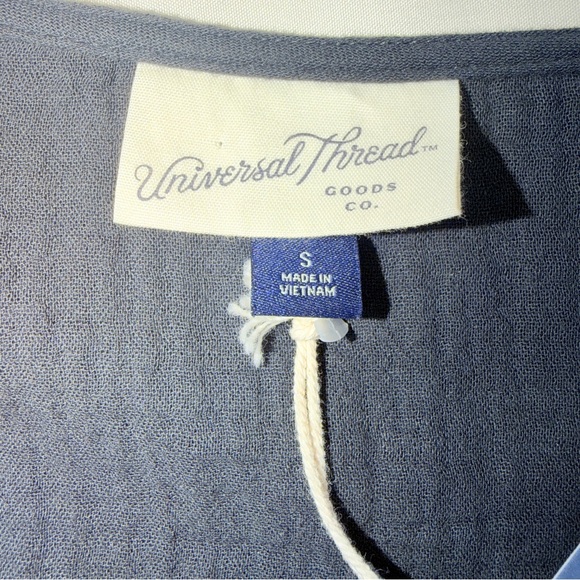 Universal Thread™
GOODS
CO.
S
MADE IN
VIETNAM